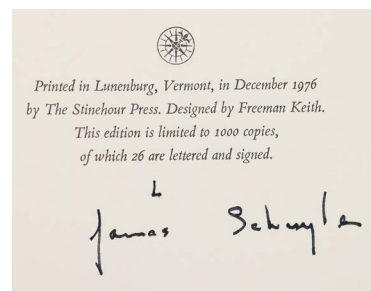 Printed in Lunenburg, Vermont, in December 1976
by The Stinehour Press. Designed by Freeman Keith.
This edition is limited to 1000 copies,
of which 26 are lettered and signed.
L
James Schuyler